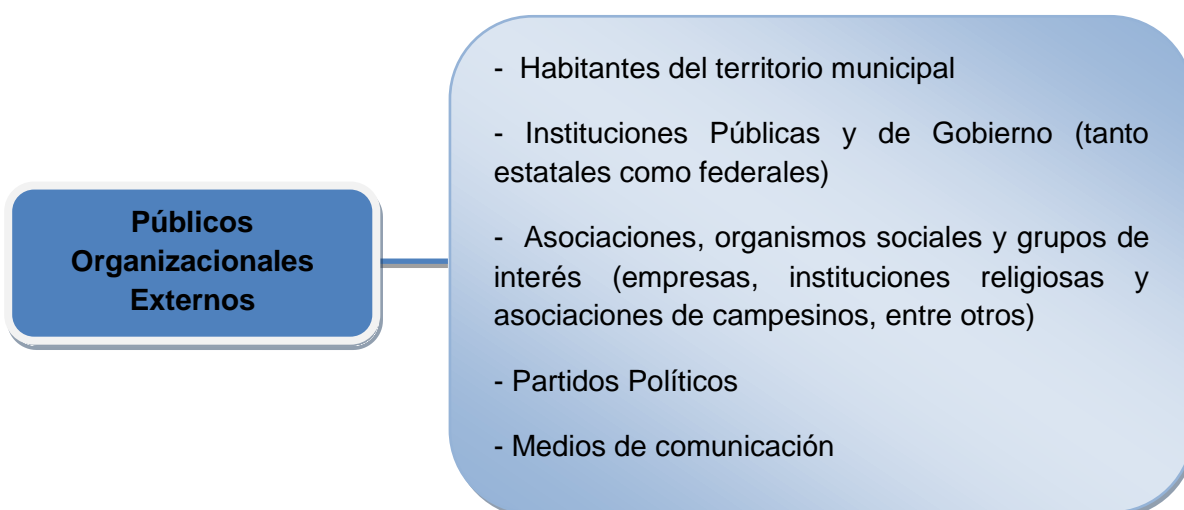 Públicos
Organizacionales
Externos
- Habitantes del territorio municipal
- Instituciones Públicas y de Gobierno (tanto
estatales como federales)
- Asociaciones, organismos sociales y grupos de
interés (empresas, instituciones religiosas y
asociaciones de campesinos, entre otros)
- Partidos Políticos
- Medios de comunicación